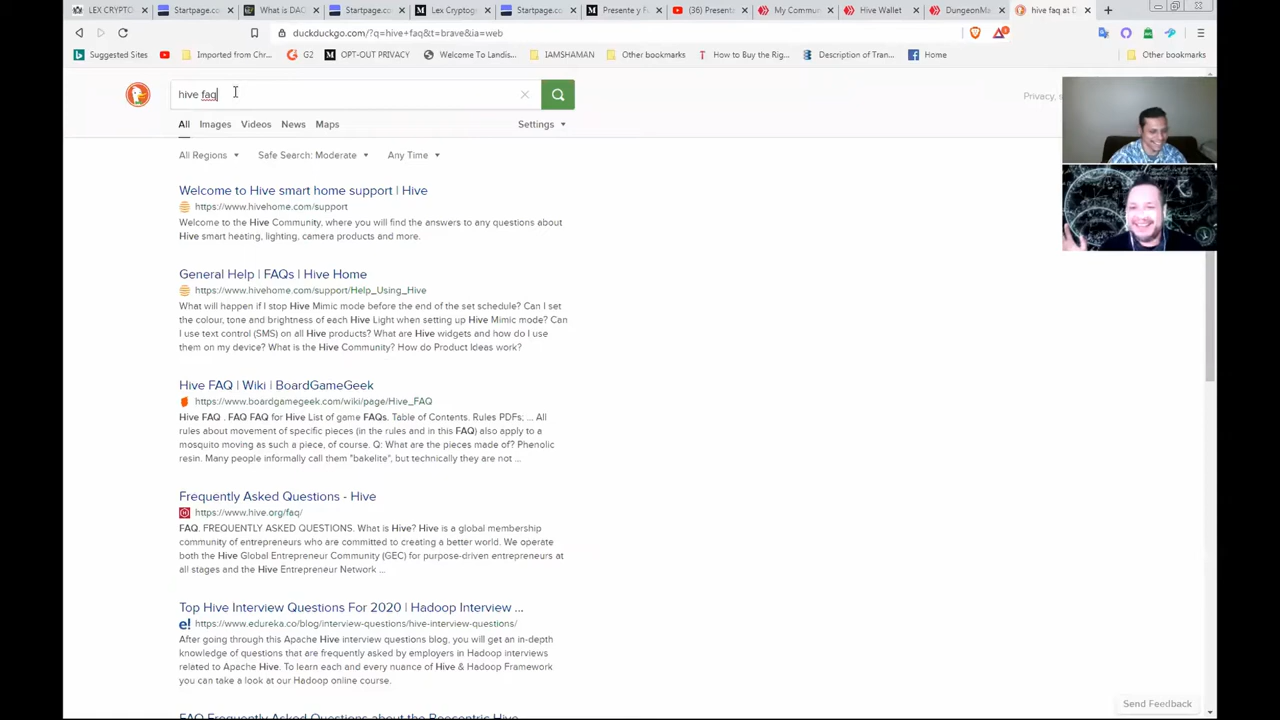 LEX CRYPTO
Startpage.co
What is DAC
Startpage.co
Lex Cryptog
Startpage.co
Presente y F
(36) Present
My Commun
Hive Wallet
DungeonMa
hive faq at D
duckduckgo.com/?q=hive+faq&t=brave&ia=web
Suggested Sites
Imported from Chr...
G2
OPT-OUT PRIVACY
Welcome To Landis...
IAMSHAMAN
Other bookmarks
How to Buy the Rig...
Description of Tran...
Home
Other bookmarks
hive faq
Privacy, s
All
Images
Videos
News
Maps
Settings
All Regions
Safe Search: Moderate
Any Time
Welcome to Hive smart home support | Hive
https://www.hivehome.com/support
Welcome to the Hive Community, where you will find the answers to any questions about
Hive smart heating, lighting, camera products and more.
General Help | FAQs | Hive Home
https://www.hivehome.com/support/Help_Using_Hive
What will happen if I stop Hive Mimic mode before the end of the set schedule? Can I set
the colour, tone and brightness of each Hive Light when setting up Hive Mimic mode? Can
I use text control (SMS) on all Hive products? What are Hive widgets and how do I use
them on my device? What is the Hive Community? How do Product Ideas work?
Hive FAQ | Wiki | BoardGameGeek
https://www.boardgamegeek.com/wiki/page/Hive_FAQ
Hive FAQ . FAQ FAQ for Hive List of game FAQs. Table of Contents. Rules PDFs; ... All
rules about movement of specific pieces (in the rules and in this FAQ) also apply to a
mosquito moving as such a piece, of course. Q: What are the pieces made of? Phenolic
resin. Many people informally call them "bakelite", but technically they are not ...
Frequently Asked Questions - Hive
https://www.hive.org/faq/
FAQ. FREQUENTLY ASKED QUESTIONS. What is Hive? Hive is a global membership
community of entrepreneurs who are committed to creating a better world. We operate
both the Hive Global Entrepreneur Community (GEC) for purpose-driven entrepreneurs at
all stages and the Hive Entrepreneur Network ...
Top Hive Interview Questions For 2020 | Hadoop Interview ...
https://www.edureka.co/blog/interview-questions/hive-interview-questions/
After going through this Apache Hive interview questions blog, you will get an in-depth
knowledge of questions that are frequently asked by employers in Hadoop interviews
related to Apache Hive. To learn each and every nuance of Hive & Hadoop Framework
you can take a look at our Hadoop online course.
FAQ Frequently Asked Questions about the Beecentric Hive
Send Feedback